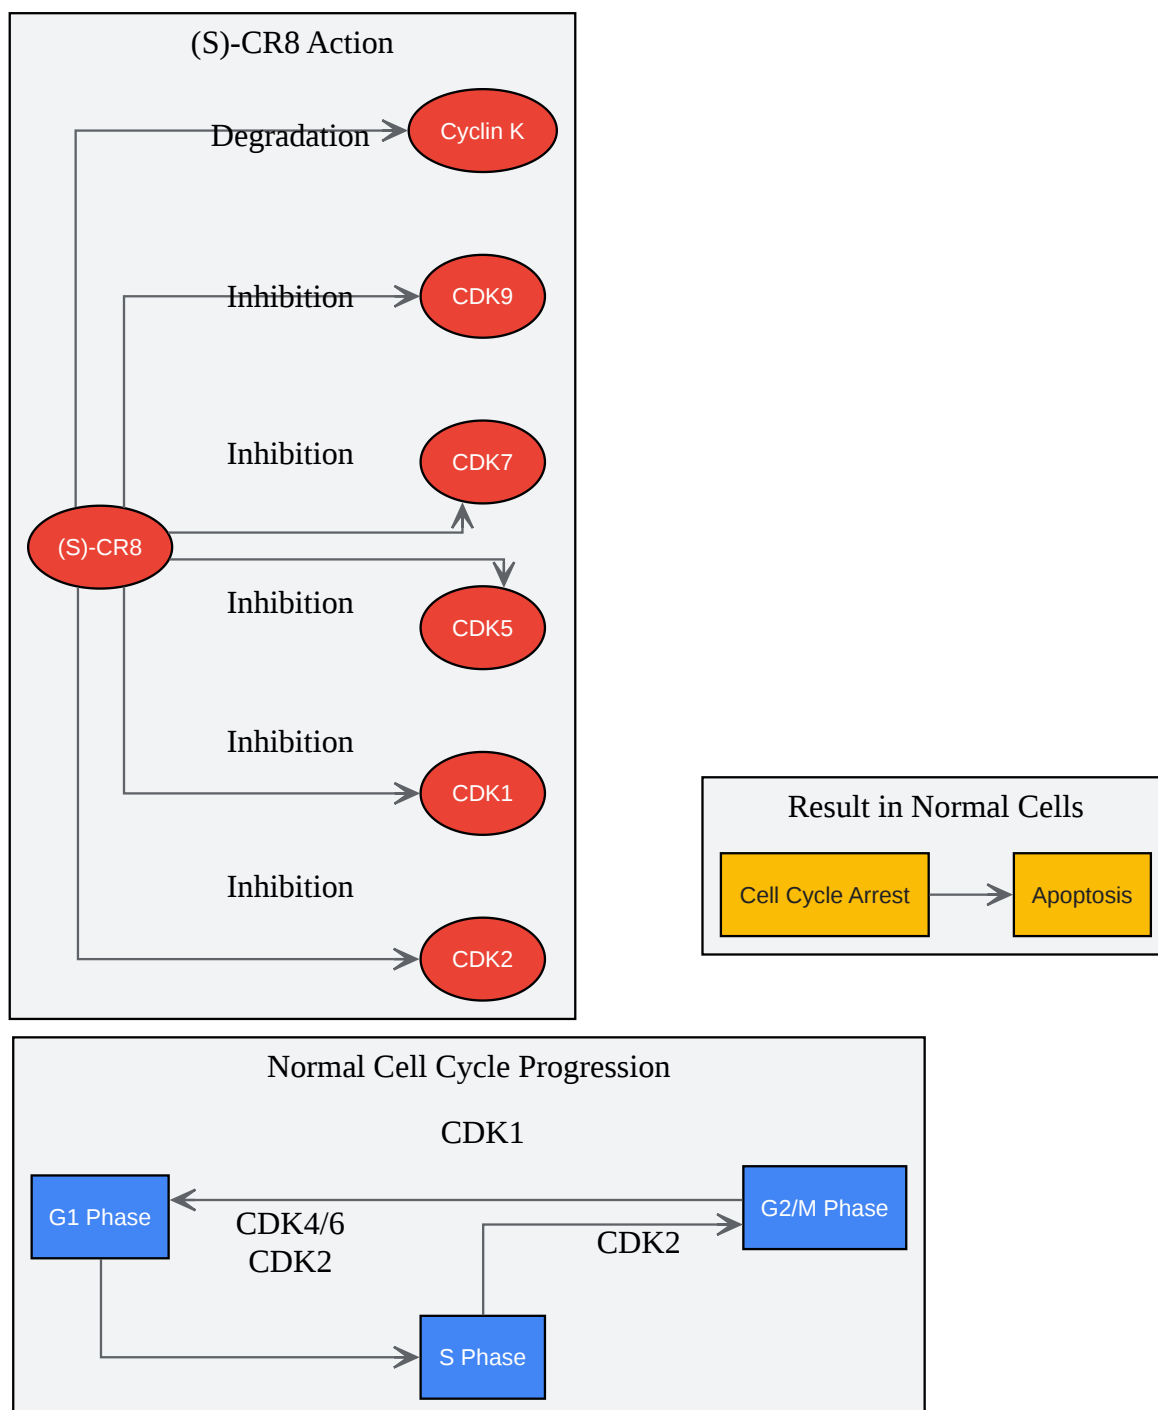 (S)-CR8 Action
Degradation
Cyclin K
Inhibition
CDK9
Inhibition
CDK7
(S)-CR8
Inhibition
CDK5
Inhibition
CDK1
Inhibition
CDK2
Result in Normal Cells
Cell Cycle Arrest
Apoptosis
Normal Cell Cycle Progression
CDK1
G1 Phase
CDK4/6
CDK2
CDK2
G2/M Phase
S Phase